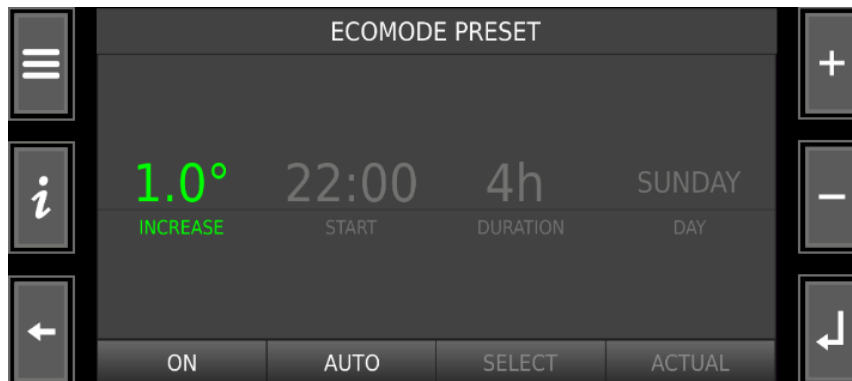 ECOMODE PRESET
1.0° 22:00 4h SUNDAY
INCREASE START DURATION DAY
ON AUTO SELECT ACTUAL